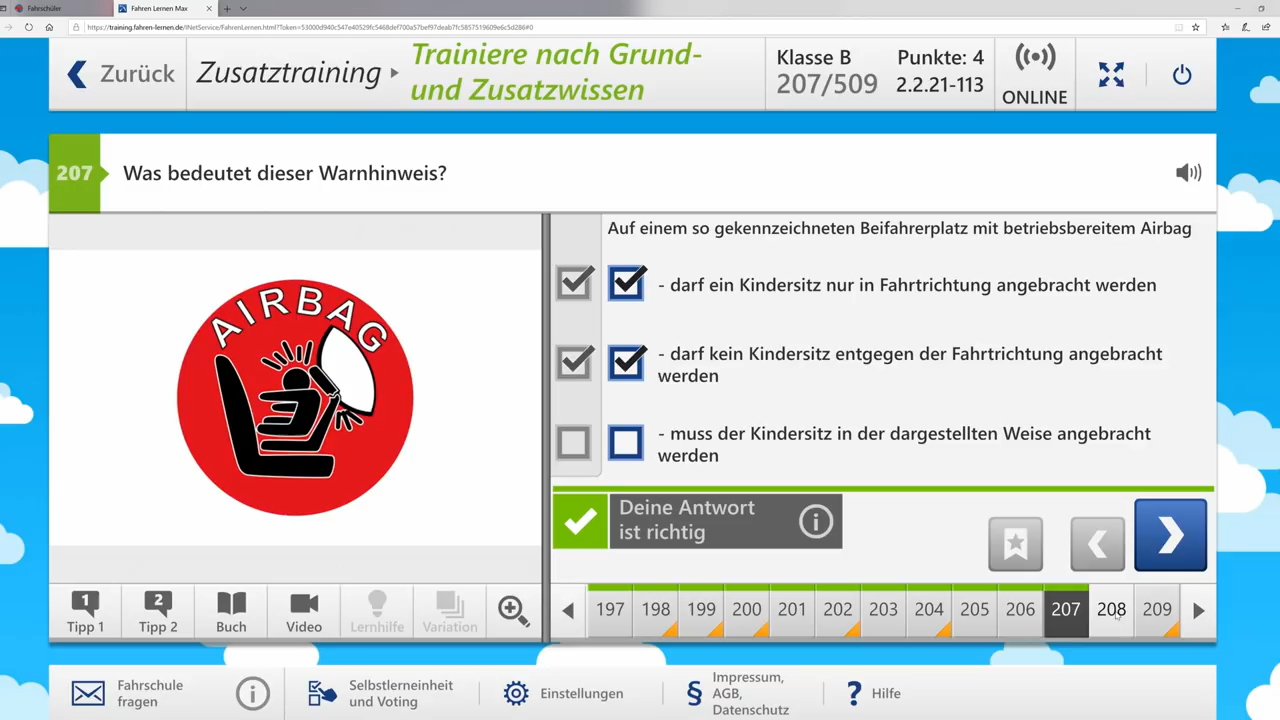 Fahrschüler
Fahren Lernen Max
https://training.fahren-lernen.de/INetService/FahrenLernen.html?Token=
Zurück
Zusatztraining
Trainiere nach Grund-
und Zusatzwissen
Klasse B
207/509
Punkte: 4
2.2.21-113
ONLINE
207
Was bedeutet dieser Warnhinweis?
AIRBAG
Auf einem so gekennzeichneten Beifahrerplatz mit betriebsbereitem Airbag
- darf ein Kindersitz nur in Fahrtrichtung angebracht werden
- darf kein Kindersitz entgegen der Fahrtrichtung angebracht
werden
- muss der Kindersitz in der dargestellten Weise angebracht
werden
Deine Antwort
ist richtig
1
Tipp 1
2
Tipp 2
Buch
Video
Lernhilfe
Variation
197 198 199 200 201 202 203 204 205 206 207 208 209
Fahrschule
fragen
Selbstlerneinheit
und Voting
Einstellungen
§
Impressum,
AGB,
Datenschutz
?
Hilfe